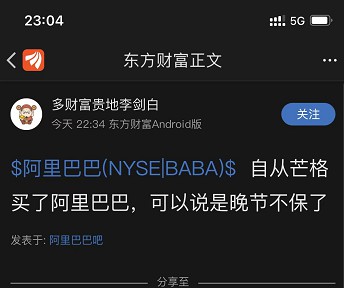 23:04
5G
东方财富正文
多财富贵地李剑白
今天 22:34 东方财富Android版
关注
$阿里巴巴(NYSE|BABA)$ 自从芒格
买了阿里巴巴，可以说是晚节不保了
发表于: 阿里巴巴吧
分享至